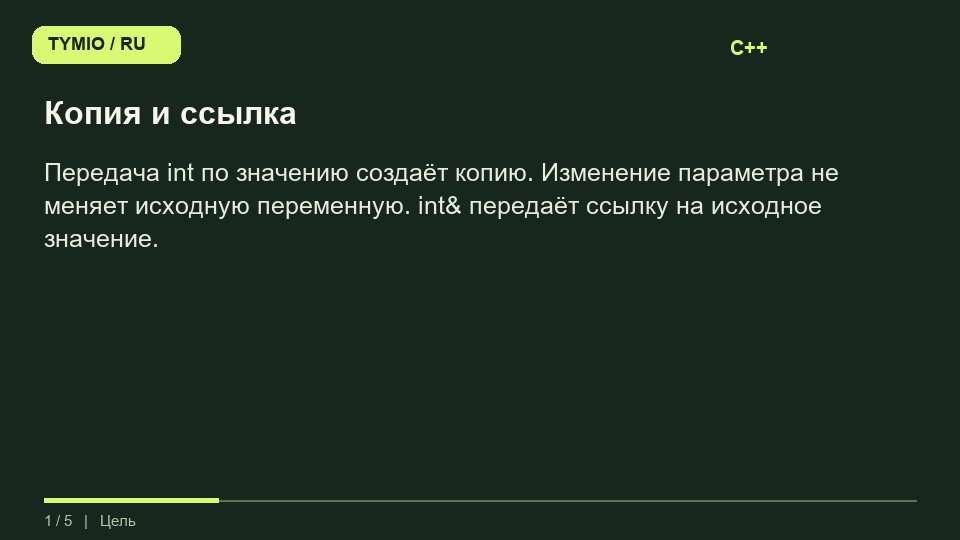 TYMIO / RU
C++
Копия и ссылка
Передача int по значению создаёт копию. Изменение параметра не
меняет исходную переменную. int& передаёт ссылку на исходное
значение.
1 / 5 | Цель